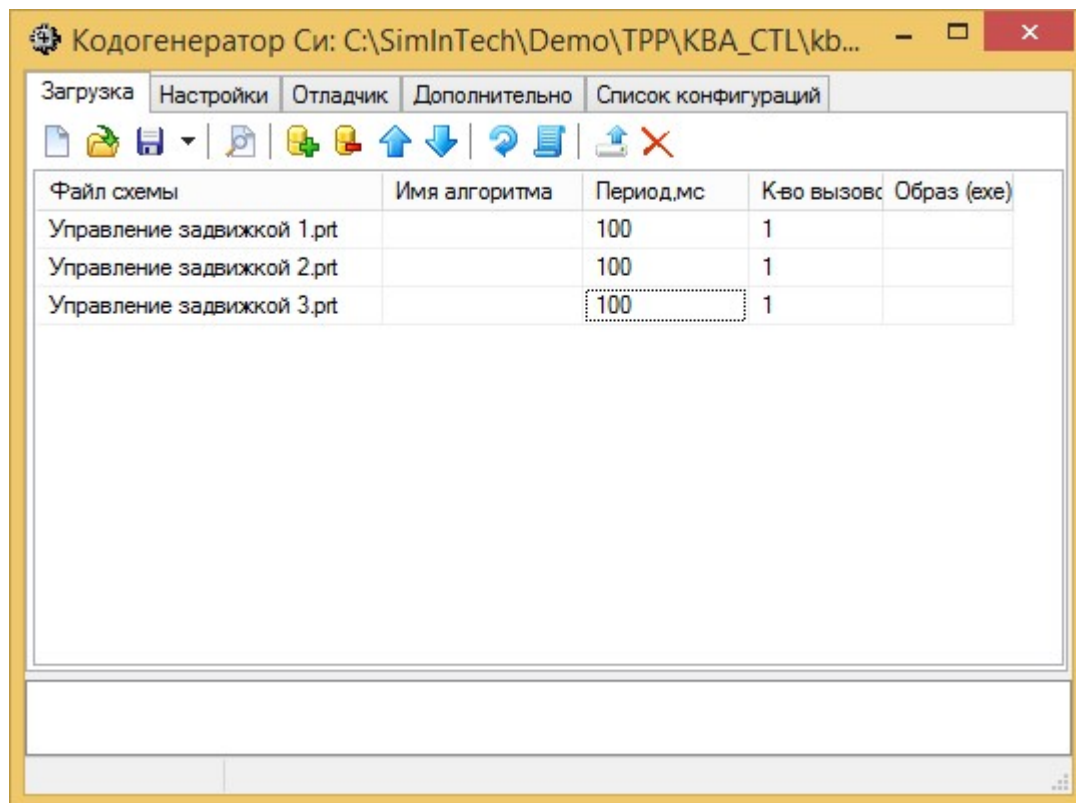 Кодогенератор Си: C:\SimInTech\Demo\TPP\KBA_CTL\kb...
Загрузка Настройки Отладчик Дополнительно Список конфигураций
Файл схемы Имя алгоритма Период,мс К-во вызово Образ (exe)
Управление задвижкой 1.prt 100 1
Управление задвижкой 2.prt 100 1
Управление задвижкой 3.prt 100 1